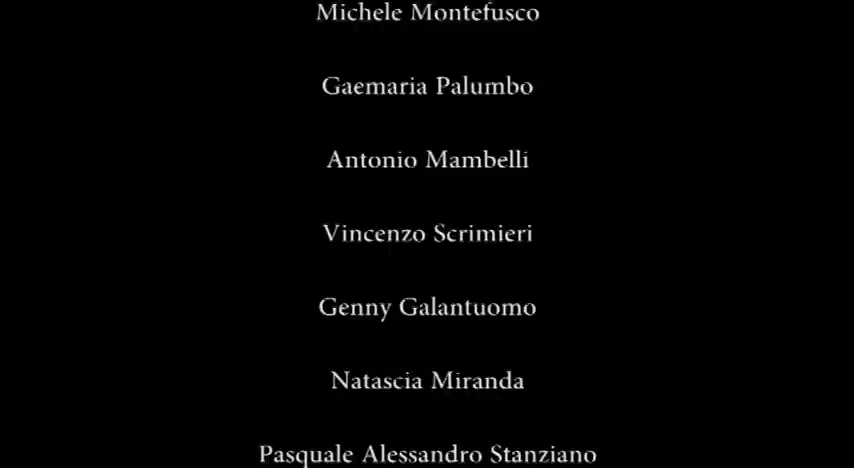 Michele Montefusco
Gaemaria Palumbo
Antonio Mambelli
Vincenzo Scrimieri
Genny Galantuomo
Natascia Miranda
Pasquale Alessandro Stanziano